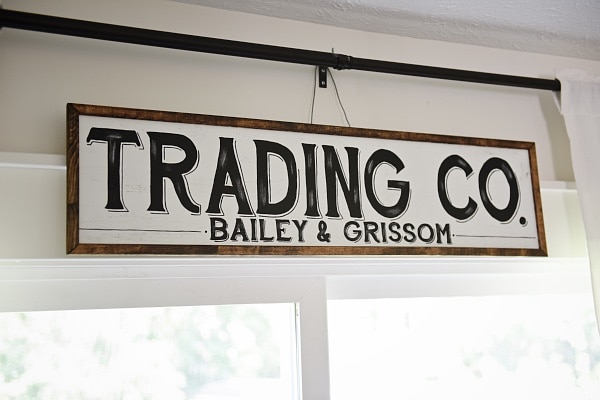 TRADING CO.
· BAILEY & GRISSOM ·